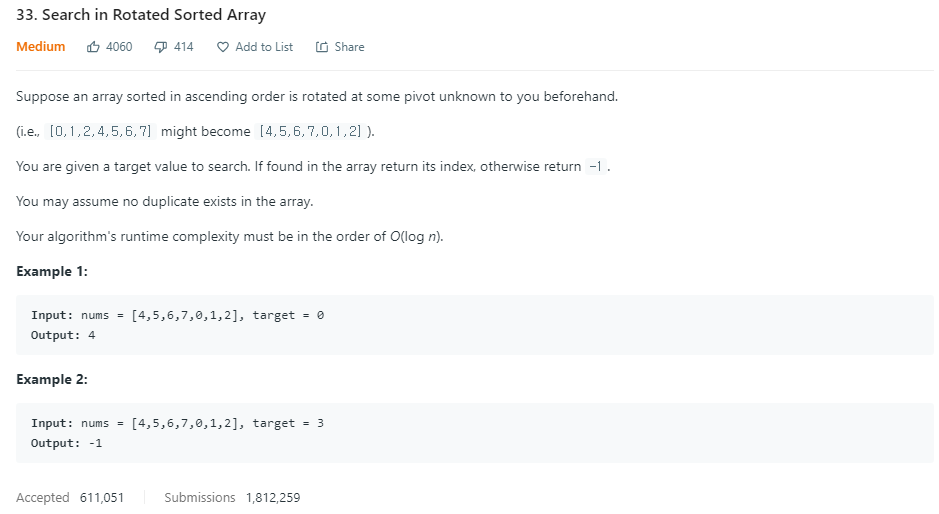 33. Search in Rotated Sorted Array
Medium 4060 414 Add to List Share
Suppose an array sorted in ascending order is rotated at some pivot unknown to you beforehand.
(i.e., [0,1,2,4,5,6,7] might become [4,5,6,7,0,1,2] ).
You are given a target value to search. If found in the array return its index, otherwise return -1 .
You may assume no duplicate exists in the array.
Your algorithm's runtime complexity must be in the order of O(log n).
Example 1:
Input: nums = [4,5,6,7,0,1,2], target = 0
Output: 4
Example 2:
Input: nums = [4,5,6,7,0,1,2], target = 3
Output: -1
Accepted 611,051 Submissions 1,812,259